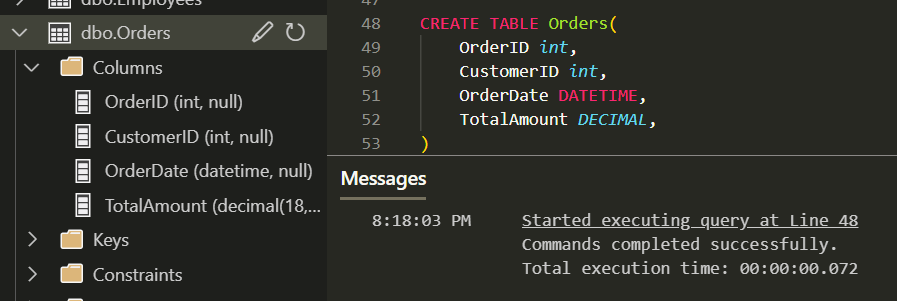 dbo.Employees
dbo.Orders
Columns
OrderID (int, null)
CustomerID (int, null)
OrderDate (datetime, null)
TotalAmount (decimal(18,...
Keys
Constraints
47
48 CREATE TABLE Orders(
49 OrderID int,
50 CustomerID int,
51 OrderDate DATETIME,
52 TotalAmount DECIMAL,
53 )
Messages
8:18:03 PM Started executing query at Line 48
Commands completed successfully.
Total execution time: 00:00:00.072